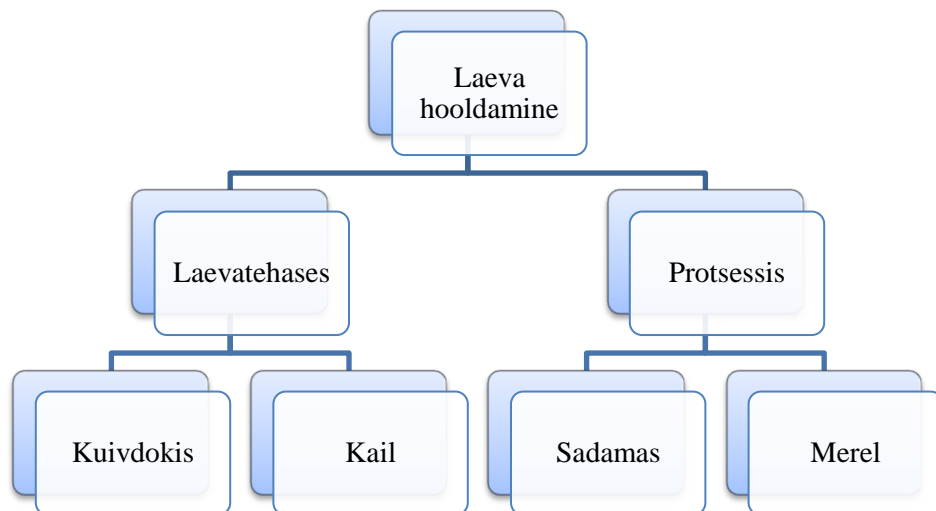 Laeva
hooldamine
Laevatehases
Protsessis
Kuivdokis
Kail
Sadamas
Merel